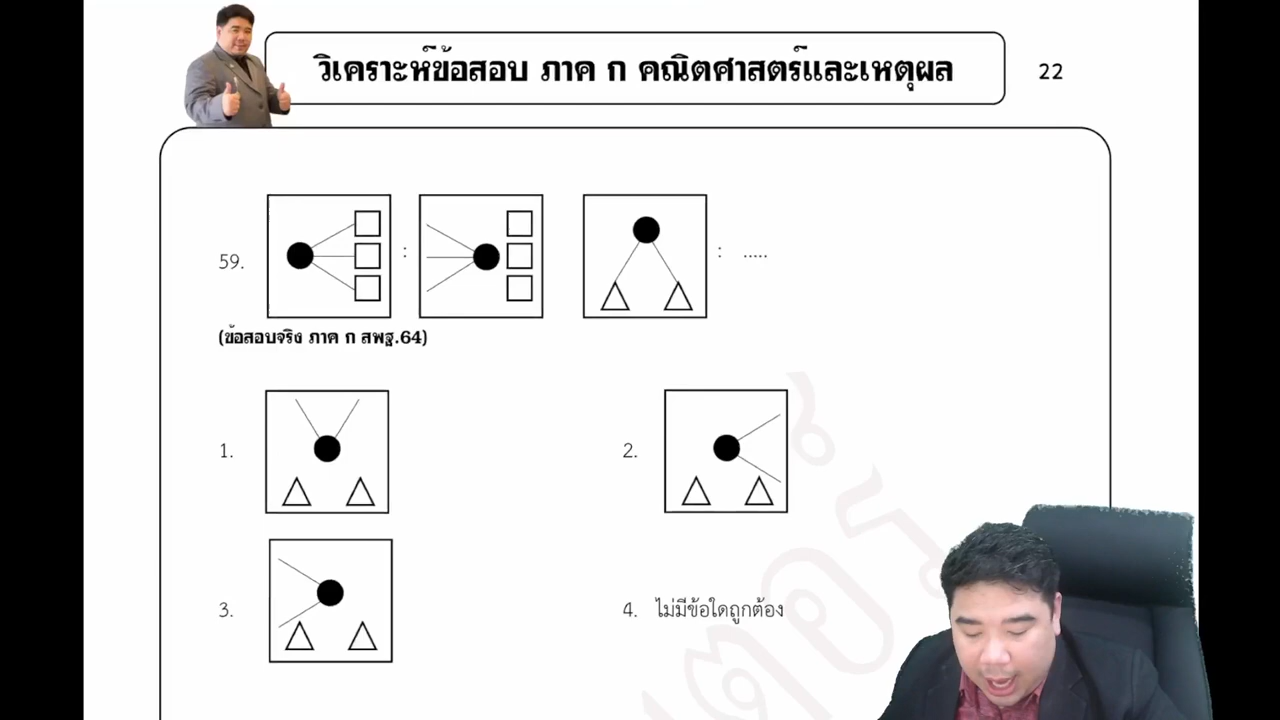 วิเคราะห์ข้อสอบ ภาค ก คณิตศาสตร์และเหตุผล
22
59. : : .....
(ข้อสอบจริง ภาค ก สพฐ.64)
1. 2.
3. 4. ไม่มีข้อใดถูกต้อง